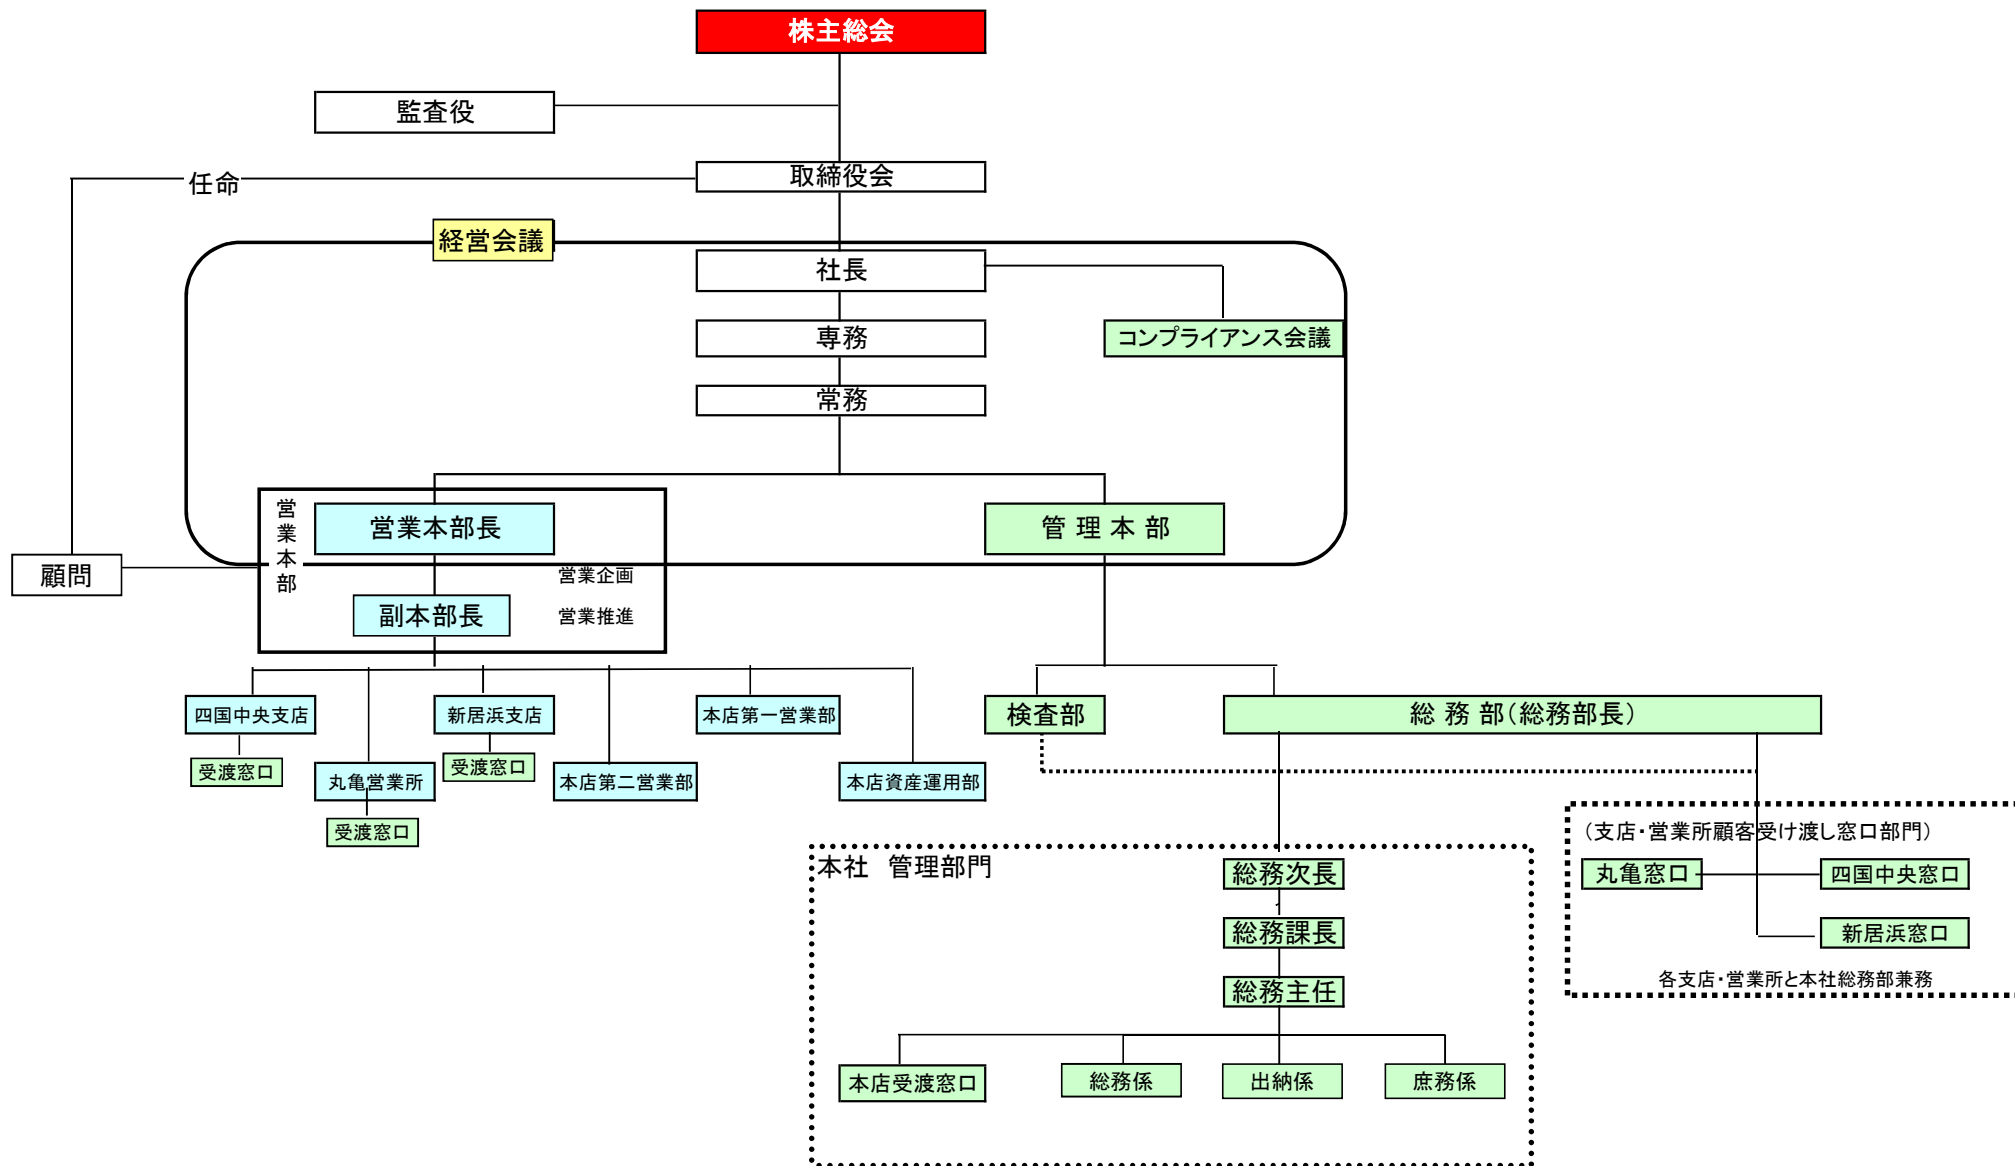 株主総会
監査役
取締役会
任命
経営会議
社長
専務
コンプライアンス会議
常務
営業本部
営業本部長
管 理 本 部
顧問
営業企画
副本部長
営業推進
四国中央支店
新居浜支店
本店第一営業部
検査部
総 務 部（総務部長）
受渡窓口
丸亀営業所
受渡窓口
本店第二営業部
本店資産運用部
受渡窓口
（支店・営業所顧客受け渡し窓口部門）
本社　管理部門
総務次長
丸亀窓口
四国中央窓口
総務課長
新居浜窓口
各支店・営業所と本社総務部兼務
総務主任
本店受渡窓口
総務係
出納係
庶務係